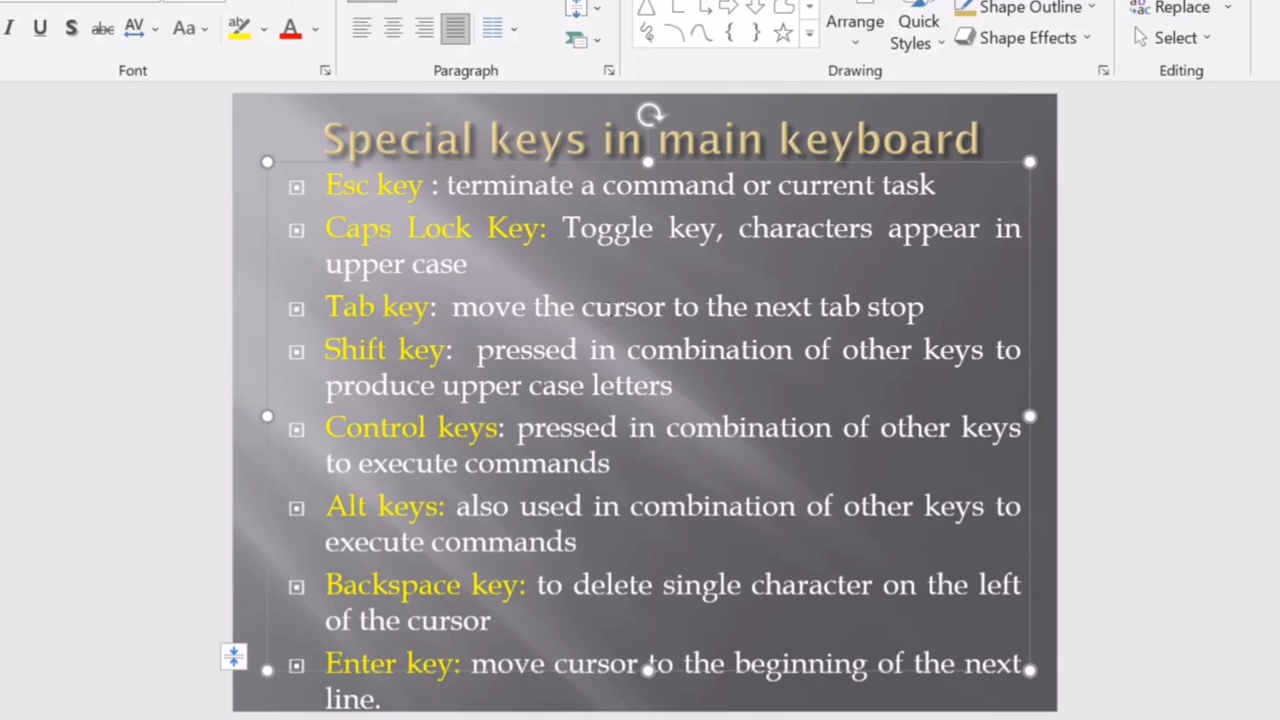 I U S abc AV Aa aby A
Arrange
Quick
Styles
Shape Outline
Shape Effects
Replace
Select
Font
Paragraph
Drawing
Editing
Special keys in main keyboard
Esc key : terminate a command or current task
Caps Lock Key: Toggle key, characters appear in
upper case
Tab key: move the cursor to the next tab stop
Shift key: pressed in combination of other keys to
produce upper case letters
Control keys: pressed in combination of other keys
to execute commands
Alt keys: also used in combination of other keys to
execute commands
Backspace key: to delete single character on the left
of the cursor
Enter key: move cursor to the beginning of the next
line.